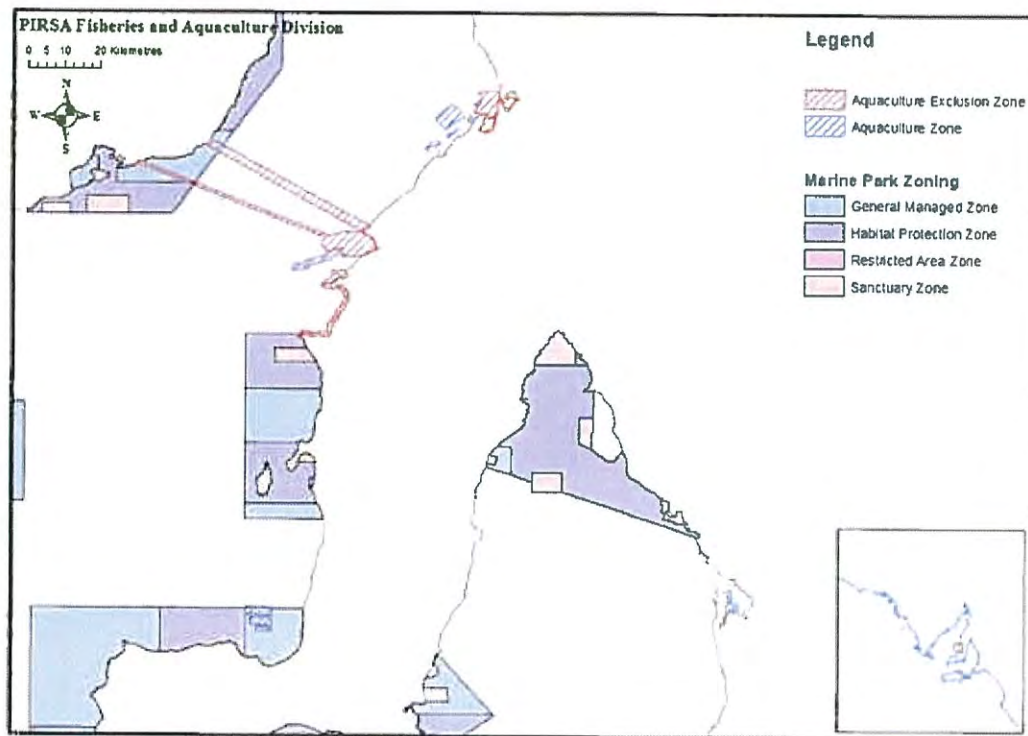 PIRSA Fisheries and Aquaculture Division
0 5 10 20 Kilometres
N
W E
S
Legend
Aquaculture Exclusion Zone
Aquaculture Zone
Marine Park Zoning
General Managed Zone
Habitat Protection Zone
Restricted Area Zone
Sanctuary Zone